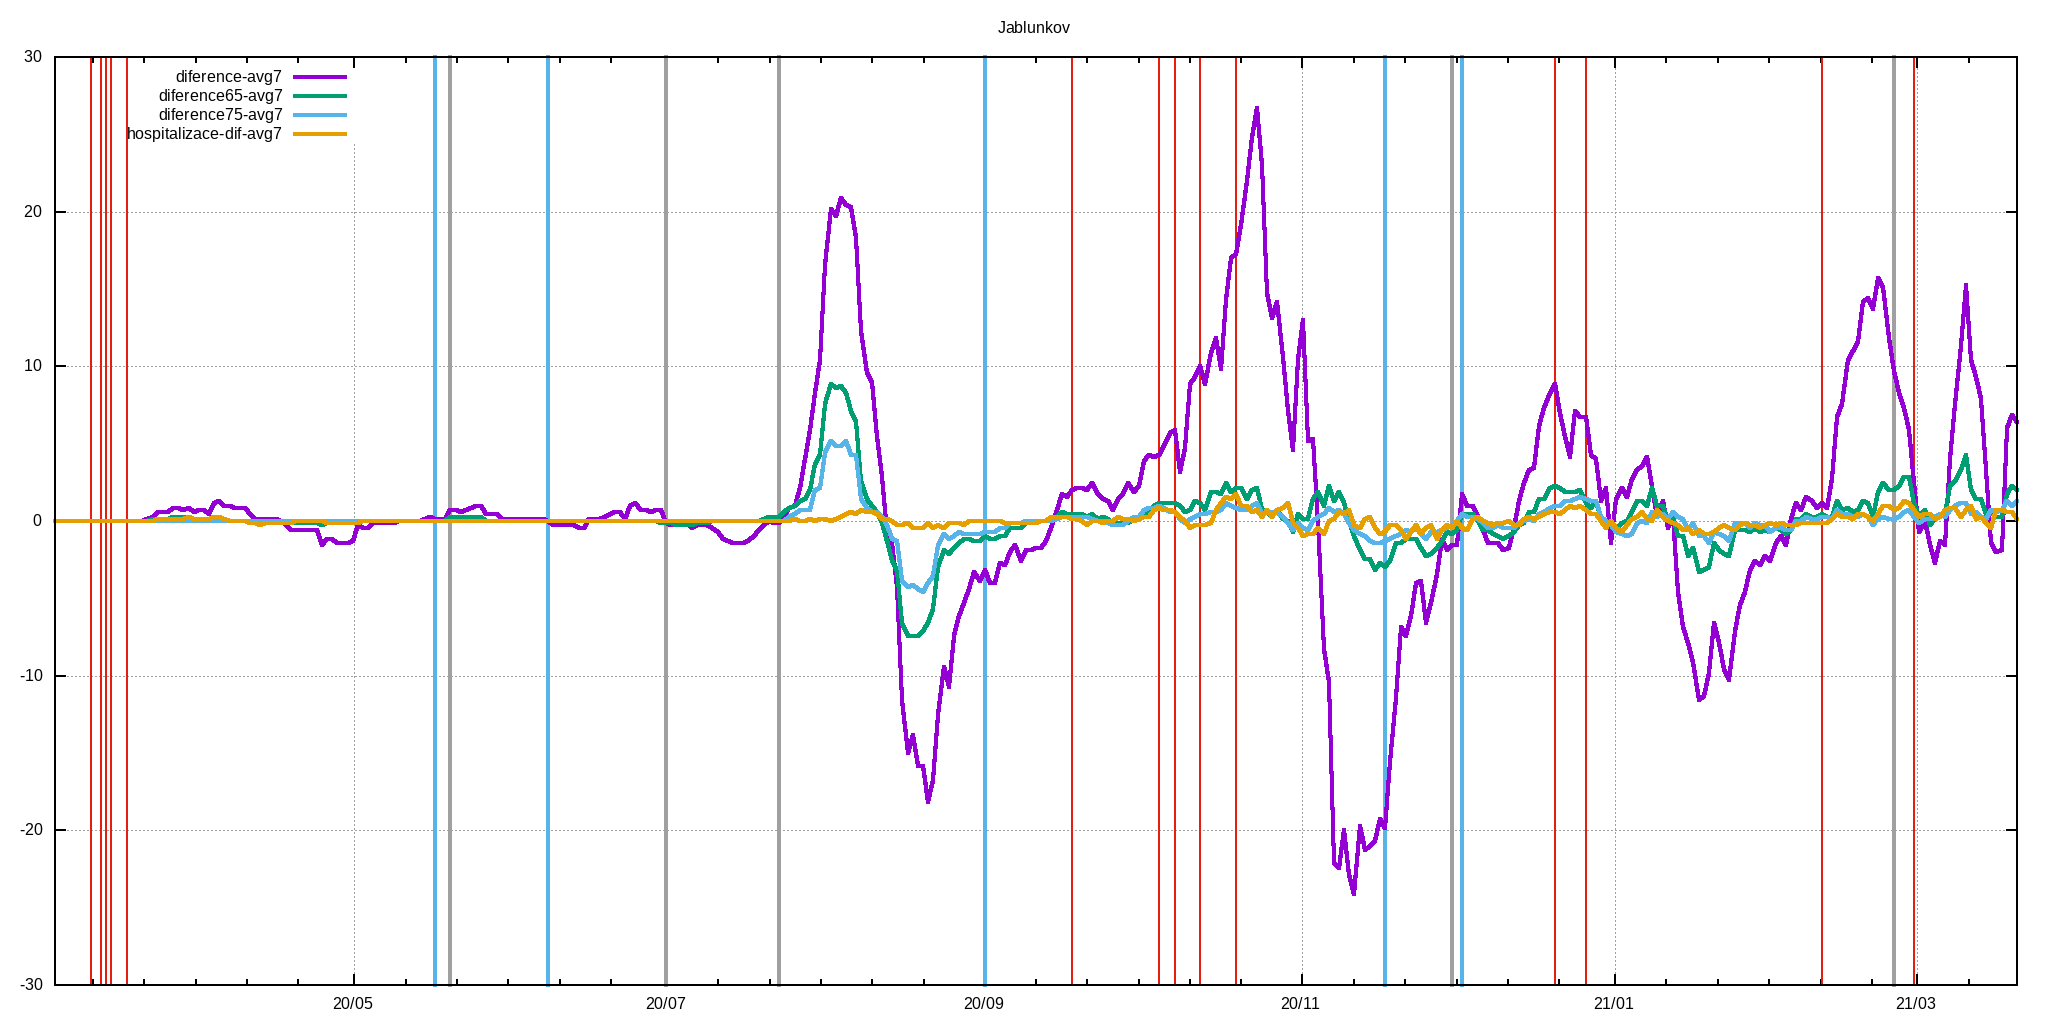 Jablunkov
30
diference-avg7
diference65-avg7
diference75-avg7
hospitalizace-dif-avg7
20
10
0
-10
-20
-30
20/05 20/07 20/09 20/11 21/01 21/03